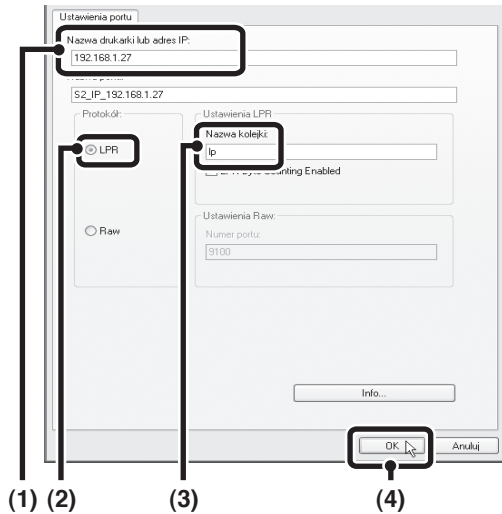 Ustawienia portu
Nazwa drukarki lub adres IP:
192.168.1.27
S2_IP_192.168.1.27
Protokół:
Ustawienia LPR
Nazwa kolejki:
LPR
lp
Counting Enabled
Ustawienia Raw:
Raw
Numer portu:
9100
Info...
OK
Anuluj
(1) (2) (3) (4)